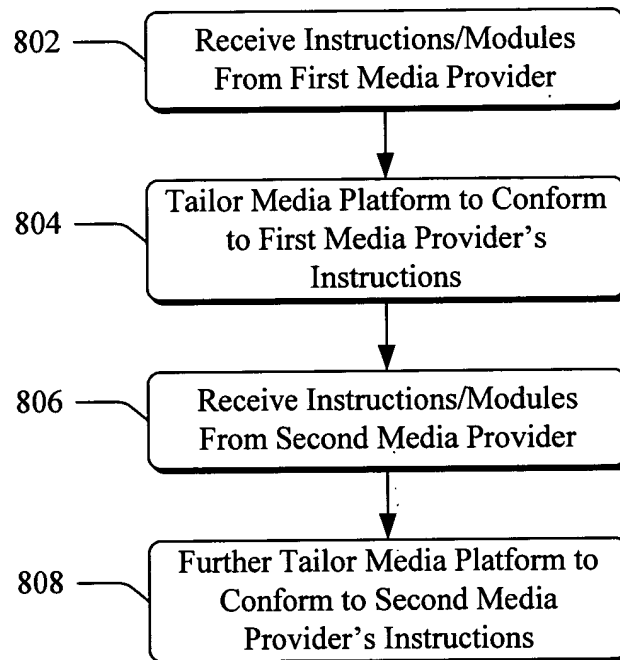 802
Receive Instructions/Modules
From First Media Provider
804
Tailor Media Platform to Conform
to First Media Provider's
Instructions
806
Receive Instructions/Modules
From Second Media Provider
808
Further Tailor Media Platform to
Conform to Second Media
Provider's Instructions